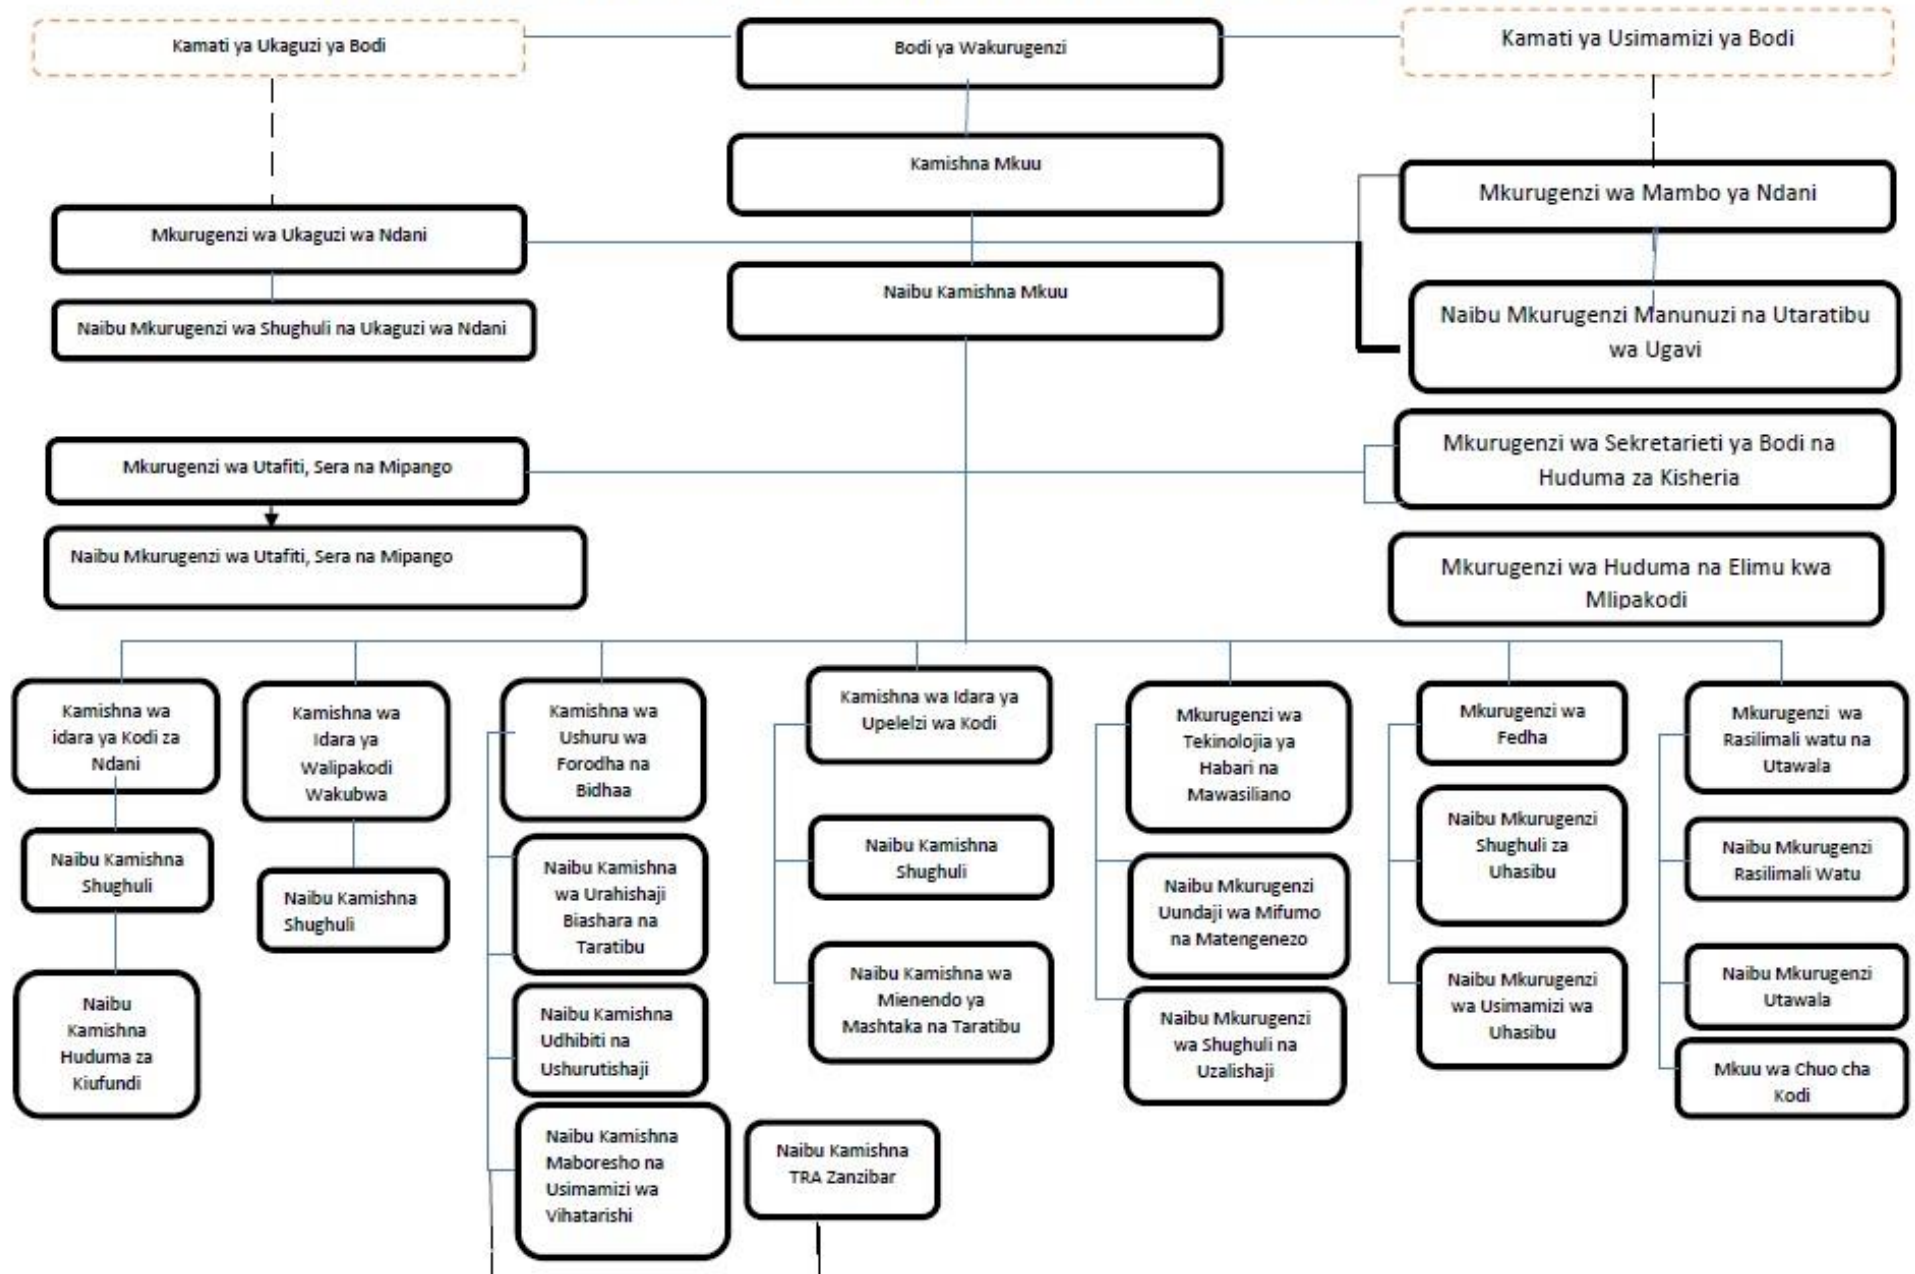 Kamati ya Ukaguzi ya Bodi
Bodi ya Wakurugenzi
Kamati ya Usimamizi ya Bodi
Kamishna Mkuu
Mkurugenzi wa Mambo ya Ndani
Mkurugenzi wa Ukaguzi wa Ndani
Naibu Kamishna Mkuu
Naibu Mkurugenzi wa Shughuli na Ukaguzi wa Ndani
Naibu Mkurugenzi Manunuzi na Utaratibu
wa Ugavi
Mkurugenzi wa Utafiti, Sera na Mipango
Mkurugenzi wa Sekretarieti ya Bodi na
Huduma za Kisheria
Naibu Mkurugenzi wa Utafiti, Sera na Mipango
Mkurugenzi wa Huduma na Elimu kwa
Mlipakodi
Kamishna wa
idara ya Kodi za
Ndani
Naibu Kamishna
Shughuli
Naibu
Kamishna
Huduma za
Kiufundi
Kamishna wa
Idara ya
Walipakodi
Wakubwa
Naibu Kamishna
Shughuli
Kamishna wa
Ushuru wa
Forodha na
Bidhaa
Naibu Kamishna
wa Urahishaji
Biashara na
Taratibu
Naibu Kamishna
Udhibiti na
Ushurutishaji
Naibu Kamishna
Maboresho na
Usimamizi wa
Vihatarishi
Kamishna wa Idara ya
Upelelzi wa Kodi
Naibu Kamishna
Shughuli
Naibu Kamishna wa
Mienendo ya
Mashtaka na Taratibu
Naibu Kamishna
TRA Zanzibar
Mkurugenzi wa
Tekinolojia ya
Habari na
Mawasiliano
Naibu Mkurugenzi
Uundaji wa Mifumo
na Matengenezo
Naibu Mkurugenzi
wa Shughuli na
Uzalishaji
Mkurugenzi wa
Fedha
Naibu Mkurugenzi
Shughuli za
Uhasibu
Naibu Mkurugenzi
wa Usimamizi wa
Uhasibu
Mkurugenzi wa
Rasilimali watu na
Utawala
Naibu Mkurugenzi
Rasilimali Watu
Naibu Mkurugenzi
Utawala
Mkuu wa Chuo cha
Kodi